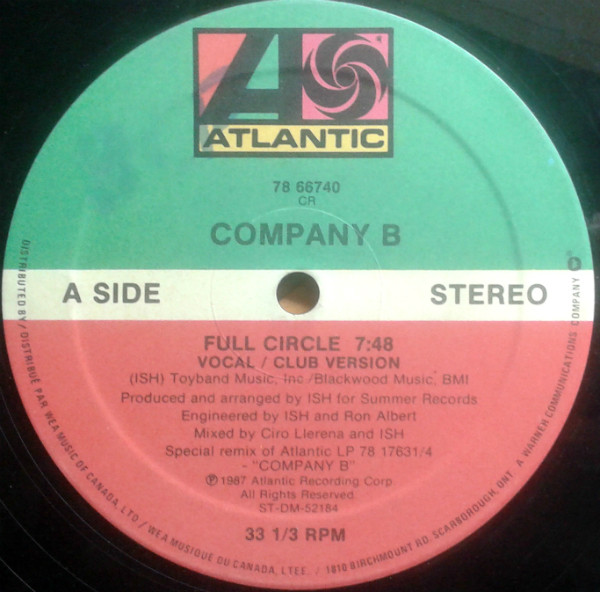 ATLANTIC
78 66740
CR
COMPANY B
A SIDE
STEREO
FULL CIRCLE 7:48
VOCAL / CLUB VERSION
(ISH) Toyband Music, Inc./Blackwood Music, BMI
Produced and arranged by ISH for Summer Records
Engineered by ISH and Ron Albert
Mixed by Ciro Llerena and ISH
Special remix of Atlantic LP 78 17631/4
- "COMPANY B"
Ⓟ 1987 Atlantic Recording Corp
All Rights Reserved
ST-DM-52184
33 1/3 RPM
DISTRIBUTED BY / DISTRIBUÉ PAR WEA MUSIC OF CANADA, LTD / WEA MUSIQUE DU CANADA, LTEE. / 1810 BIRCHMOUNT RD, SCARBOROUGH, ONT. A WARNER COMMUNICATIONS COMPANY